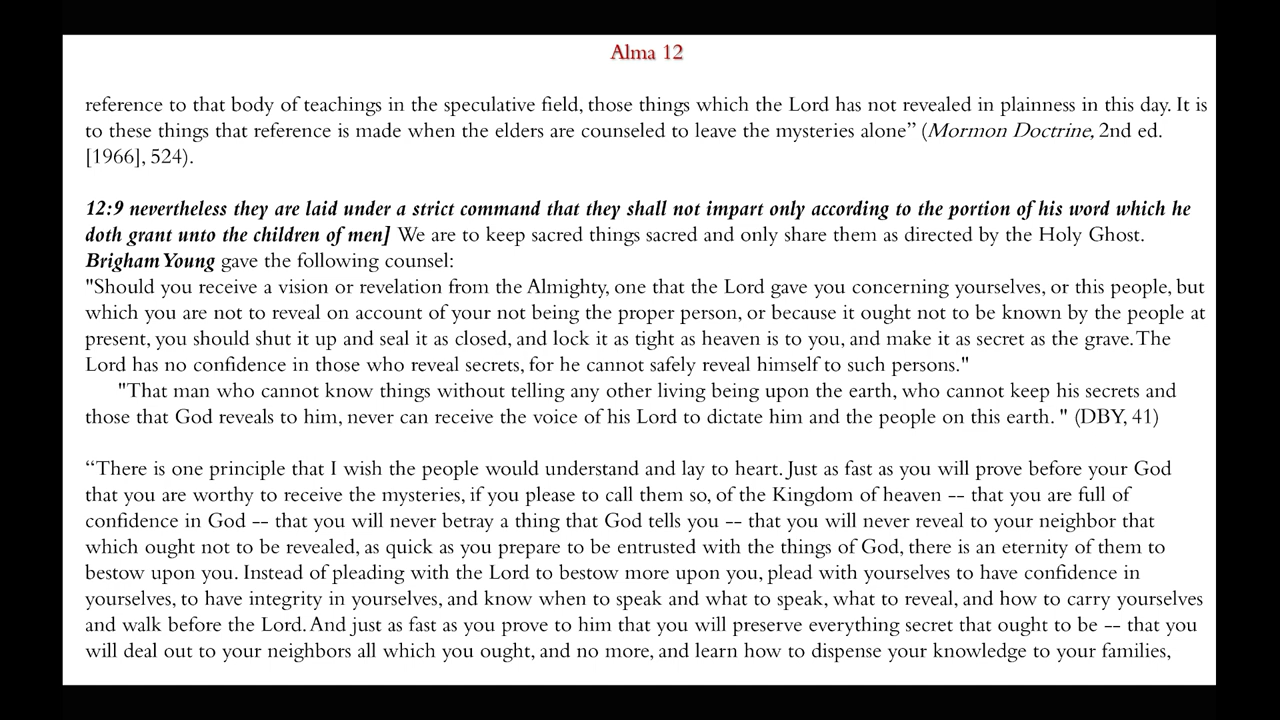 Alma 12
reference to that body of teachings in the speculative field, those things which the Lord has not revealed in plainness in this day. It is
to these things that reference is made when the elders are counseled to leave the mysteries alone” (Mormon Doctrine, 2nd ed.
[1966], 524).
12:9 nevertheless they are laid under a strict command that they shall not impart only according to the portion of his word which he
doth grant unto the children of men] We are to keep sacred things sacred and only share them as directed by the Holy Ghost.
Brigham Young gave the following counsel:
"Should you receive a vision or revelation from the Almighty, one that the Lord gave you concerning yourselves, or this people, but
which you are not to reveal on account of your not being the proper person, or because it ought not to be known by the people at
present, you should shut it up and seal it as closed, and lock it as tight as heaven is to you, and make it as secret as the grave. The
Lord has no confidence in those who reveal secrets, for he cannot safely reveal himself to such persons."
"That man who cannot know things without telling any other living being upon the earth, who cannot keep his secrets and
those that God reveals to him, never can receive the voice of his Lord to dictate him and the people on this earth. " (DBY, 41)
“There is one principle that I wish the people would understand and lay to heart. Just as fast as you will prove before your God
that you are worthy to receive the mysteries, if you please to call them so, of the Kingdom of heaven -- that you are full of
confidence in God -- that you will never betray a thing that God tells you -- that you will never reveal to your neighbor that
which ought not to be revealed, as quick as you prepare to be entrusted with the things of God, there is an eternity of them to
bestow upon you. Instead of pleading with the Lord to bestow more upon you, plead with yourselves to have confidence in
yourselves, to have integrity in yourselves, and know when to speak and what to speak, what to reveal, and how to carry yourselves
and walk before the Lord. And just as fast as you prove to him that you will preserve everything secret that ought to be -- that you
will deal out to your neighbors all which you ought, and no more, and learn how to dispense your knowledge to your families,